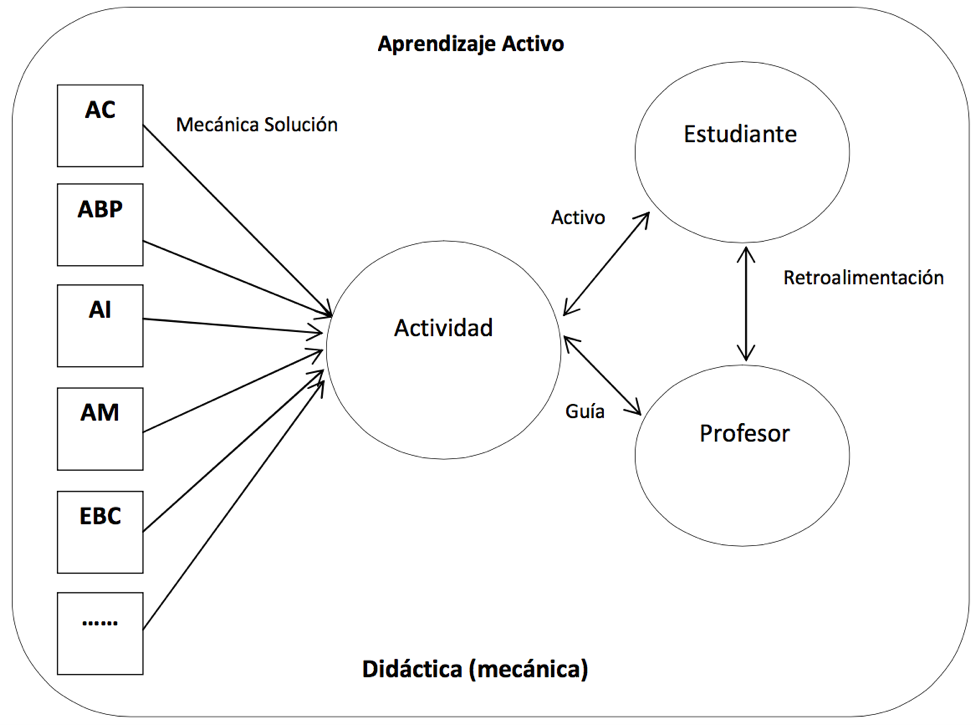 Aprendizaje Activo
AC
Mecánica Solución
Estudiante
ABP
Activo
Retroalimentación
AI
Actividad
AM
Guía
Profesor
EBC
......
Didáctica (mecánica)